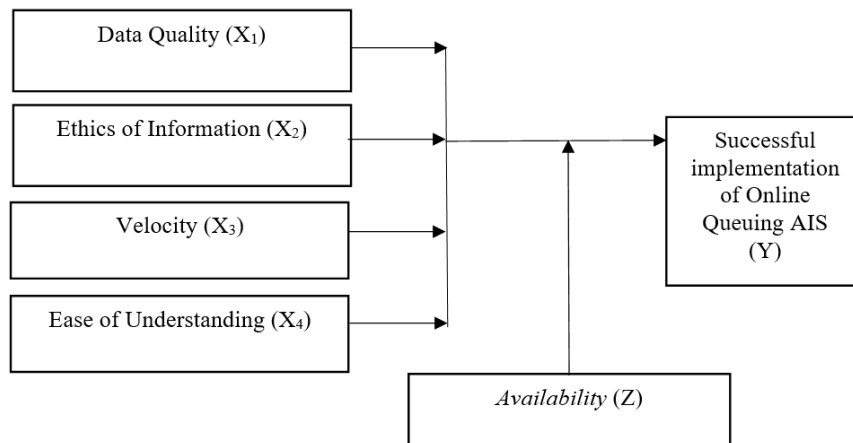 Data Quality (X₁)
Ethics of Information (X₂)
Velocity (X₃)
Ease of Understanding (X₄)
Successful
implementation
of Online
Queuing AIS
(Y)
Availability (Z)